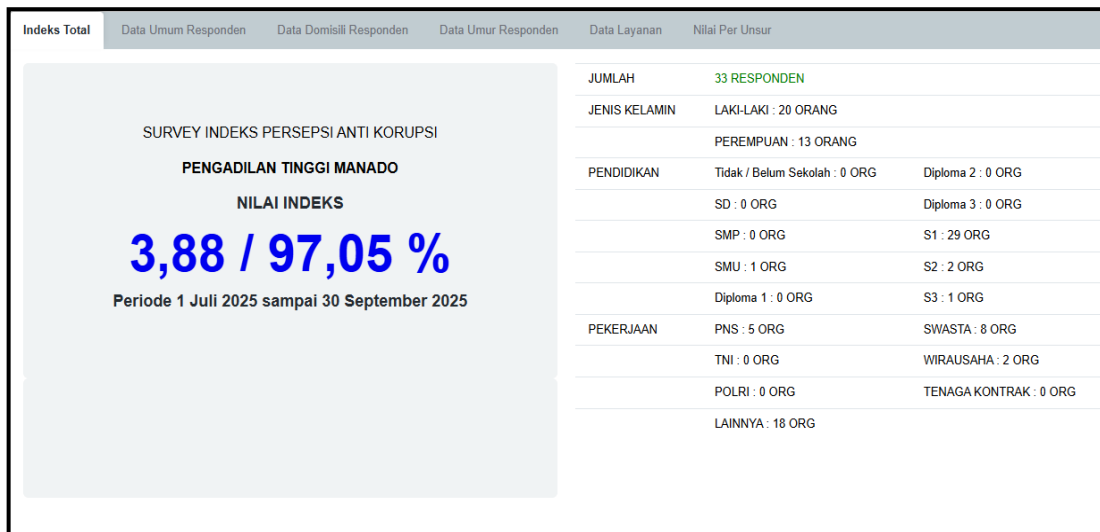 Indeks Total Data Umum Responden Data Domisili Responden Data Umur Responden Data Layanan Nilai Per Unsur
SURVEY INDEKS PERSEPSI ANTI KORUPSI
PENGADILAN TINGGI MANADO
NILAI INDEKS
3,88 / 97,05 %
Periode 1 Juli 2025 sampai 30 September 2025
JUMLAH 33 RESPONDEN
JENIS KELAMIN LAKI-LAKI : 20 ORANG
PEREMPUAN : 13 ORANG
PENDIDIKAN Tidak / Belum Sekolah : 0 ORG Diploma 2 : 0 ORG
SD : 0 ORG Diploma 3 : 0 ORG
SMP : 0 ORG S1 : 29 ORG
SMU : 1 ORG S2 : 2 ORG
Diploma 1 : 0 ORG S3 : 1 ORG
PEKERJAAN PNS : 5 ORG SWASTA : 8 ORG
TNI : 0 ORG WIRAUSAHA : 2 ORG
POLRI : 0 ORG TENAGA KONTRAK : 0 ORG
LAINNYA : 18 ORG